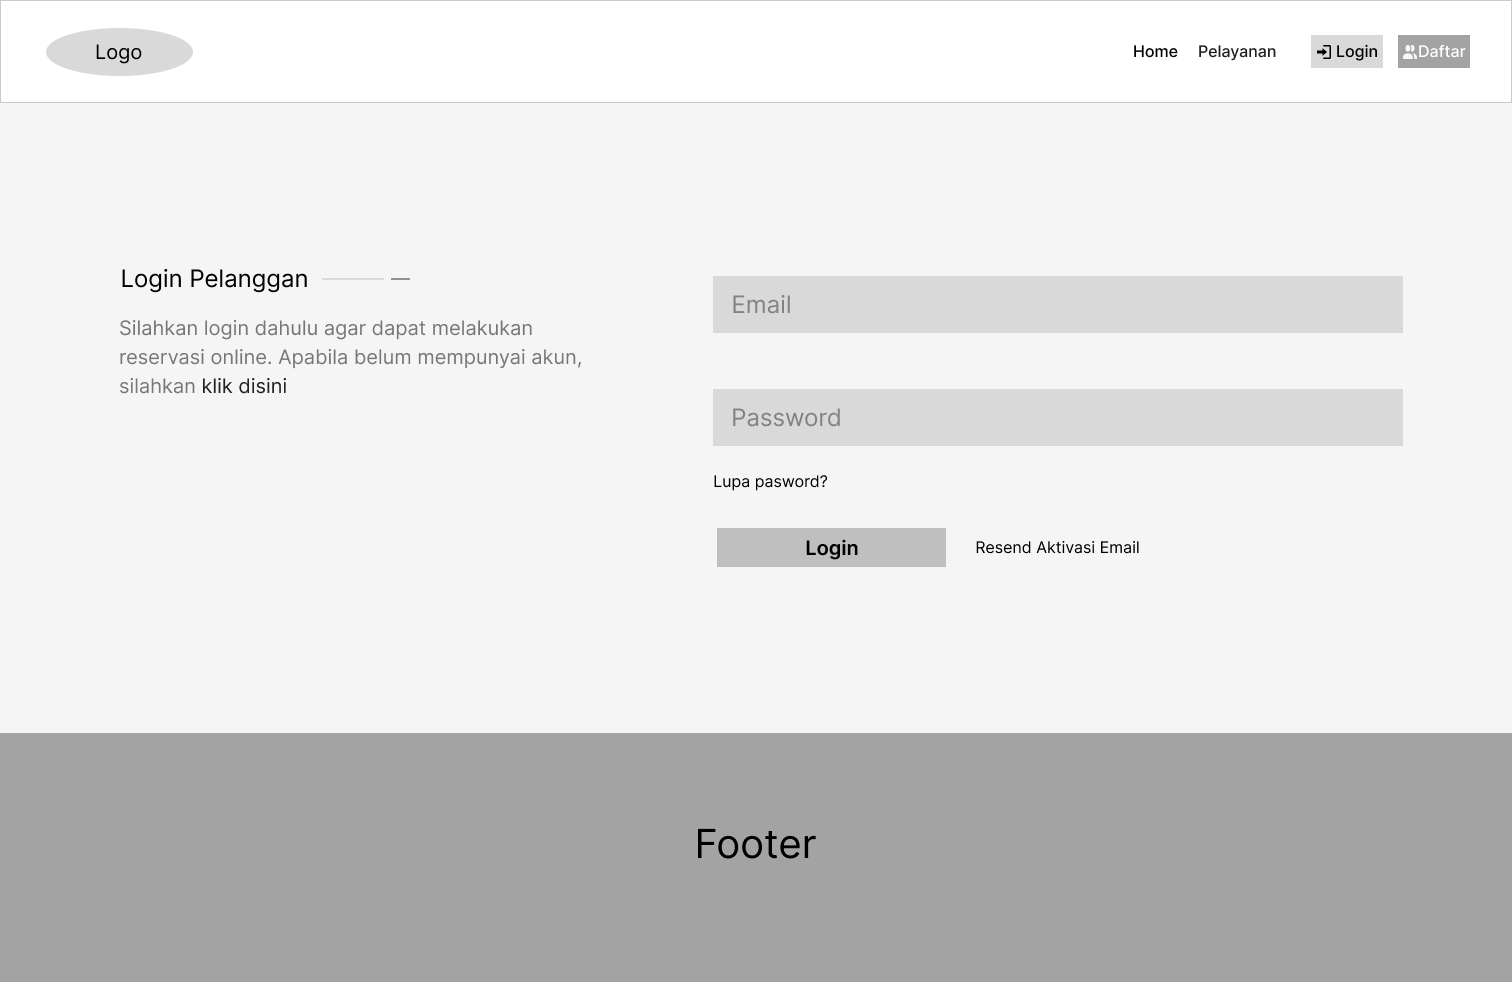 Logo
Home
Pelayanan
Login
Daftar
Login Pelanggan
Silahkan login dahulu agar dapat melakukan
reservasi online. Apabila belum mempunyai akun,
silahkan klik disini
Email
Password
Lupa pasword?
Login
Resend Aktivasi Email
Footer